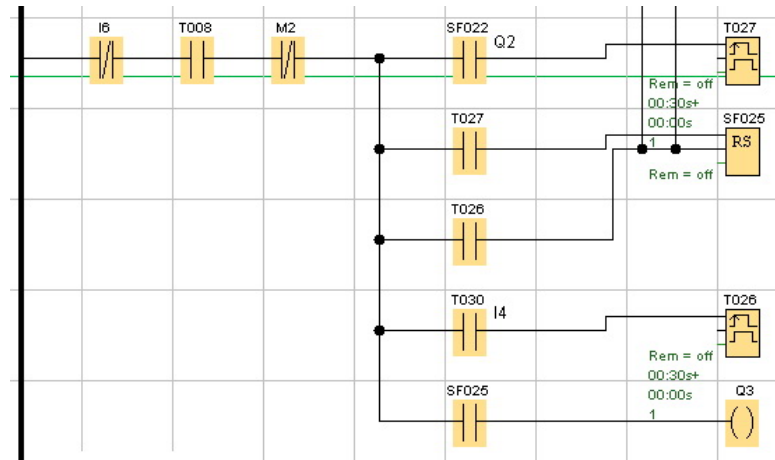 I6 T008 M2 SF022 Q2 T027
Rem = off
00:30s+
00:00s
1
T027 SF025
RS
Rem = off
T026
T030 I4 T026
Rem = off
00:30s+
00:00s
1
SF025 Q3